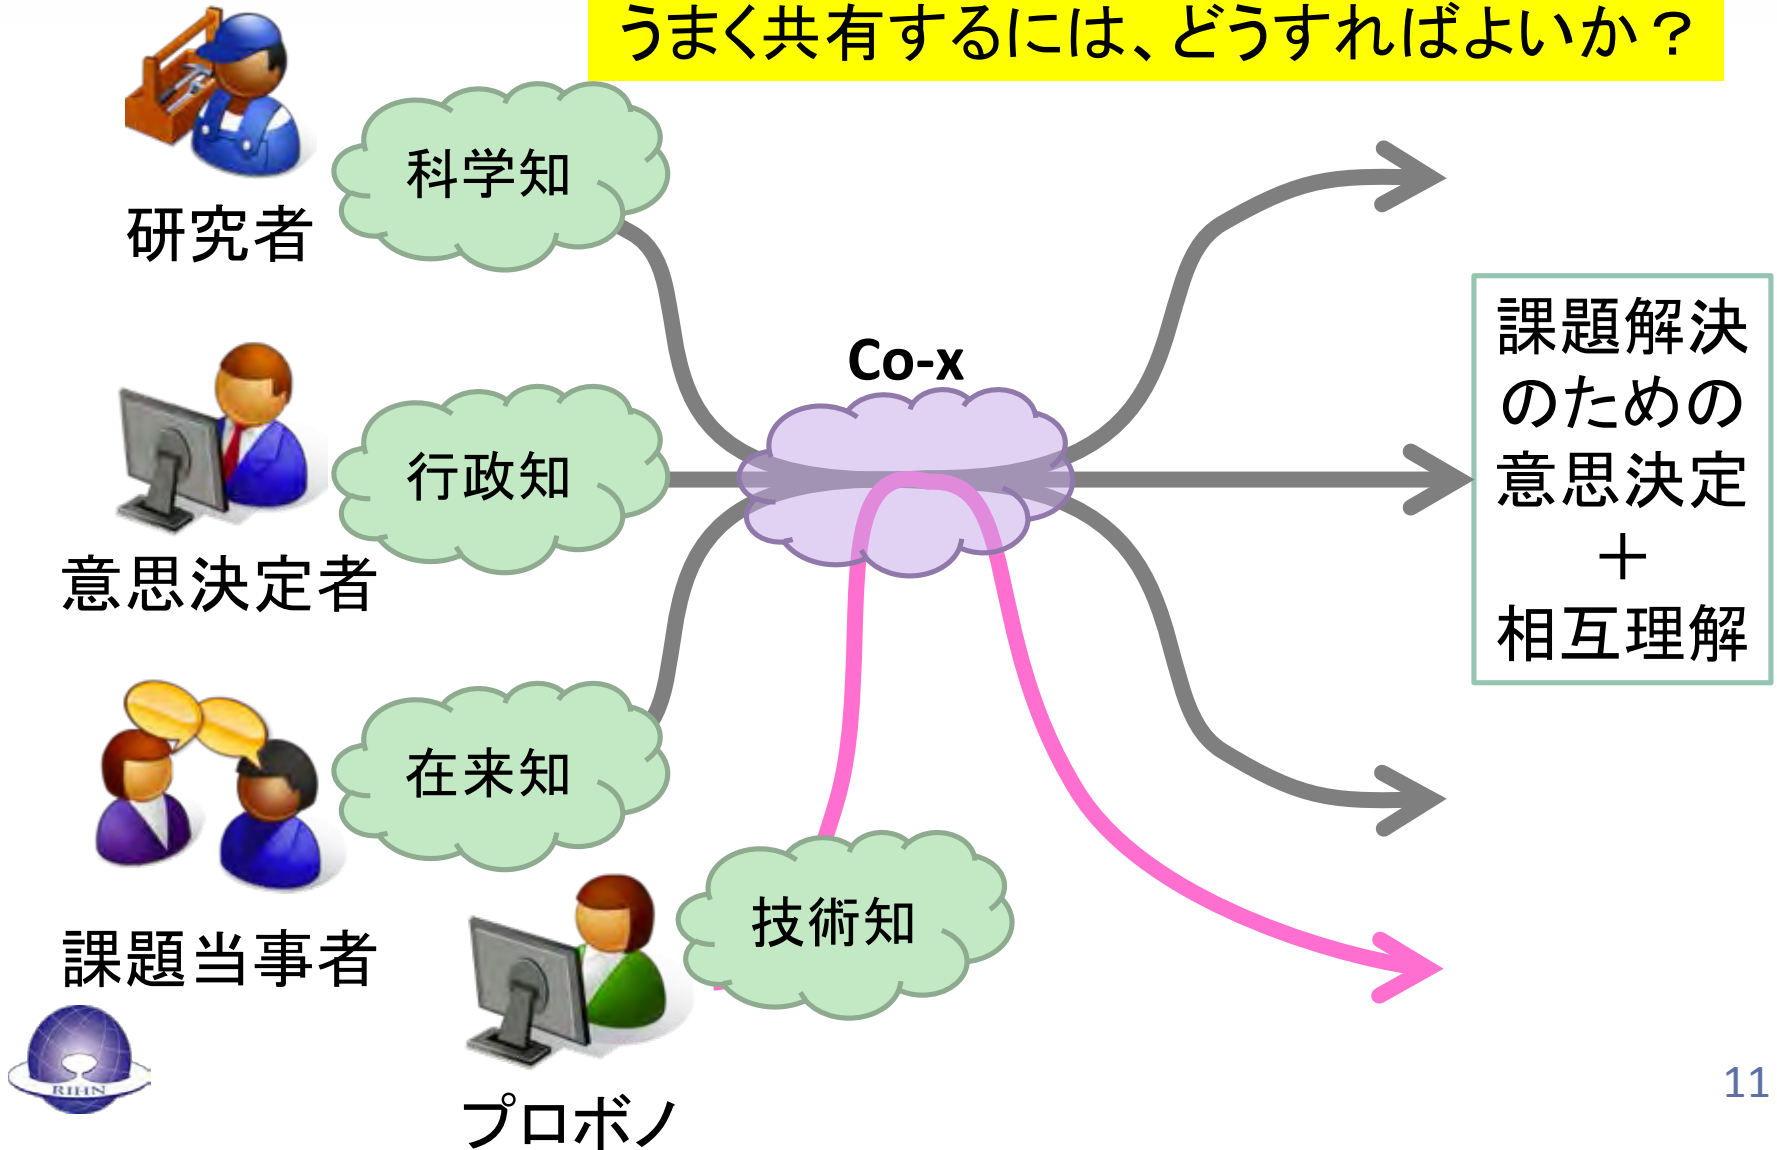 うまく共有するには、どうすればよいか？
科学知
研究者
Co-x
行政知
意思決定者
課題解決
のための
意思決定
＋
相互理解
在来知
課題当事者
技術知
プロボノ
RIHN
11